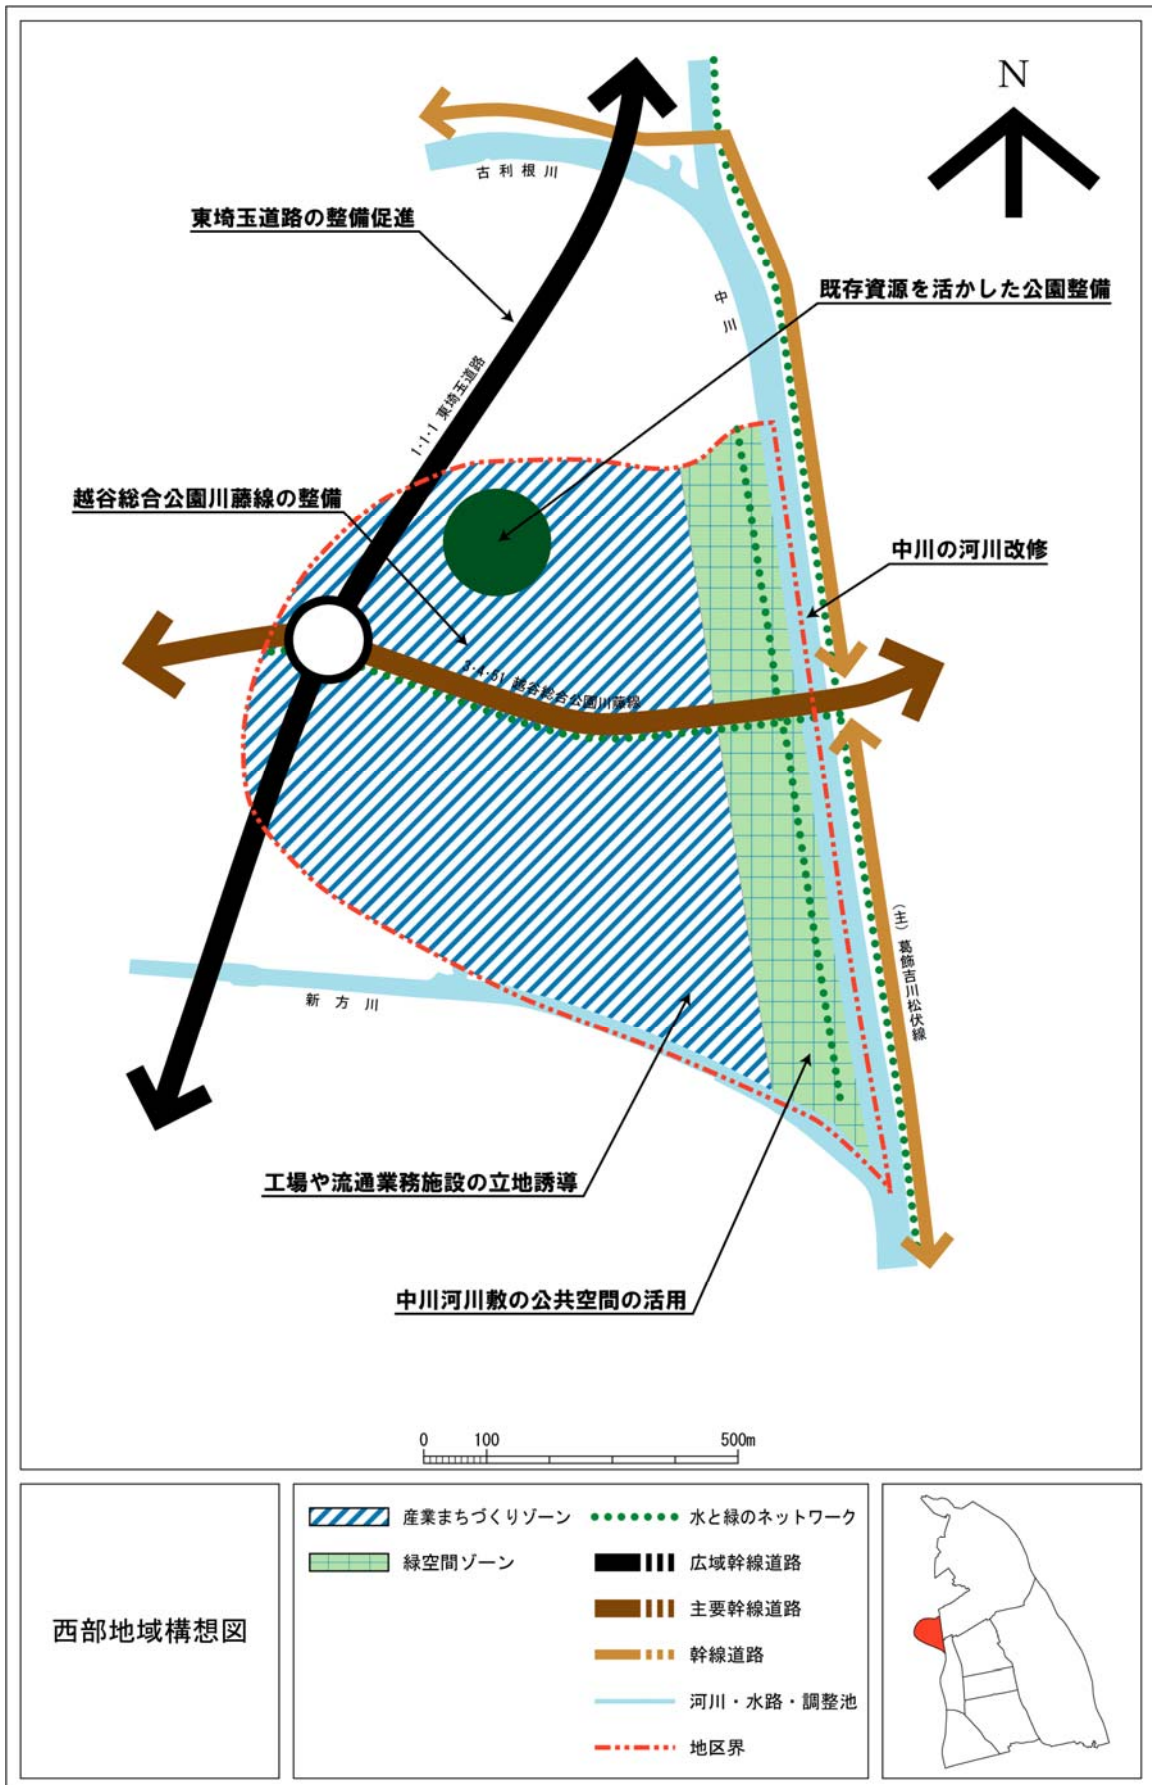 N
古利根川
東埼玉道路の整備促進
既存資源を活かした公園整備
中川
1・1・1 東埼玉道路
越谷総合公園川藤線の整備
中川の河川改修
3・4・51 越谷総合公園川藤線
(主)葛飾吉川松伏線
新方川
工場や流通業務施設の立地誘導
中川河川敷の公共空間の活用
0 100 500m
西部地域構想図
産業まちづくりゾーン
緑空間ゾーン
水と緑のネットワーク
広域幹線道路
主要幹線道路
幹線道路
河川・水路・調整池
地区界